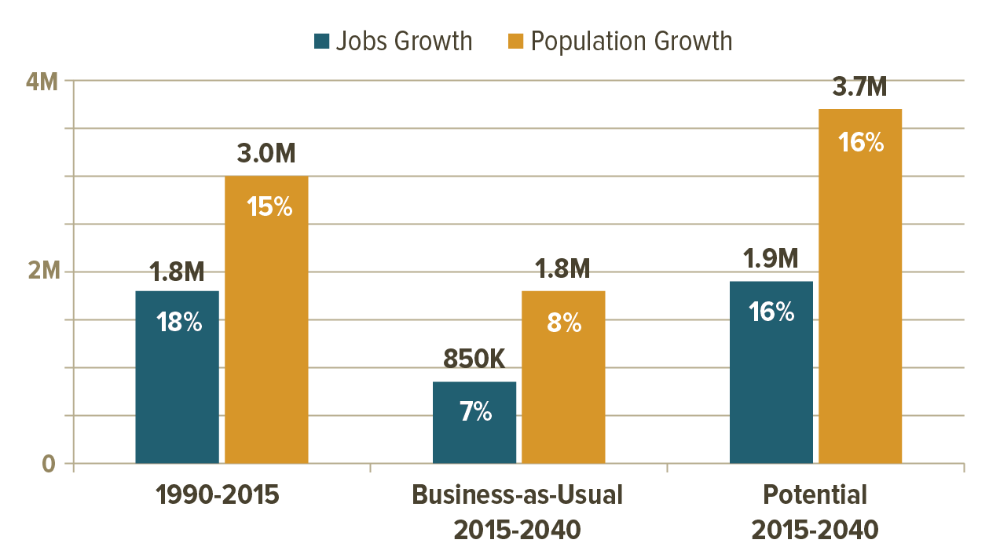 Jobs Growth Population Growth
4M
2M
0
1.8M
18%
3.0M
15%
850K
7%
1.8M
8%
1.9M
16%
3.7M
16%
1990-2015
Business-as-Usual
2015-2040
Potential
2015-2040